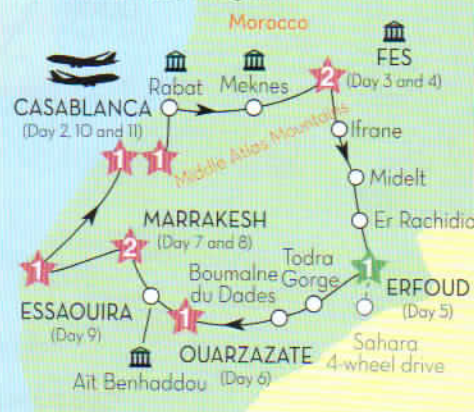 Morocco
FES
(Day 3 and 4)
2
Rabat
Meknes
CASABLANCA
(Day 2, 10 and 11)
Ifrane
1
1
Middle Atlas Mountains
Midelt
MARRAKESH
(Day 7 and 8)
2
Er Rachidia
1
Todra
Gorge
Boumalne
du Dades
1
ERFOUD
(Day 5)
ESSAOUIRA
(Day 9)
1
OUARZAZATE
(Day 6)
Sahara
4-wheel drive
Aït Benhaddou